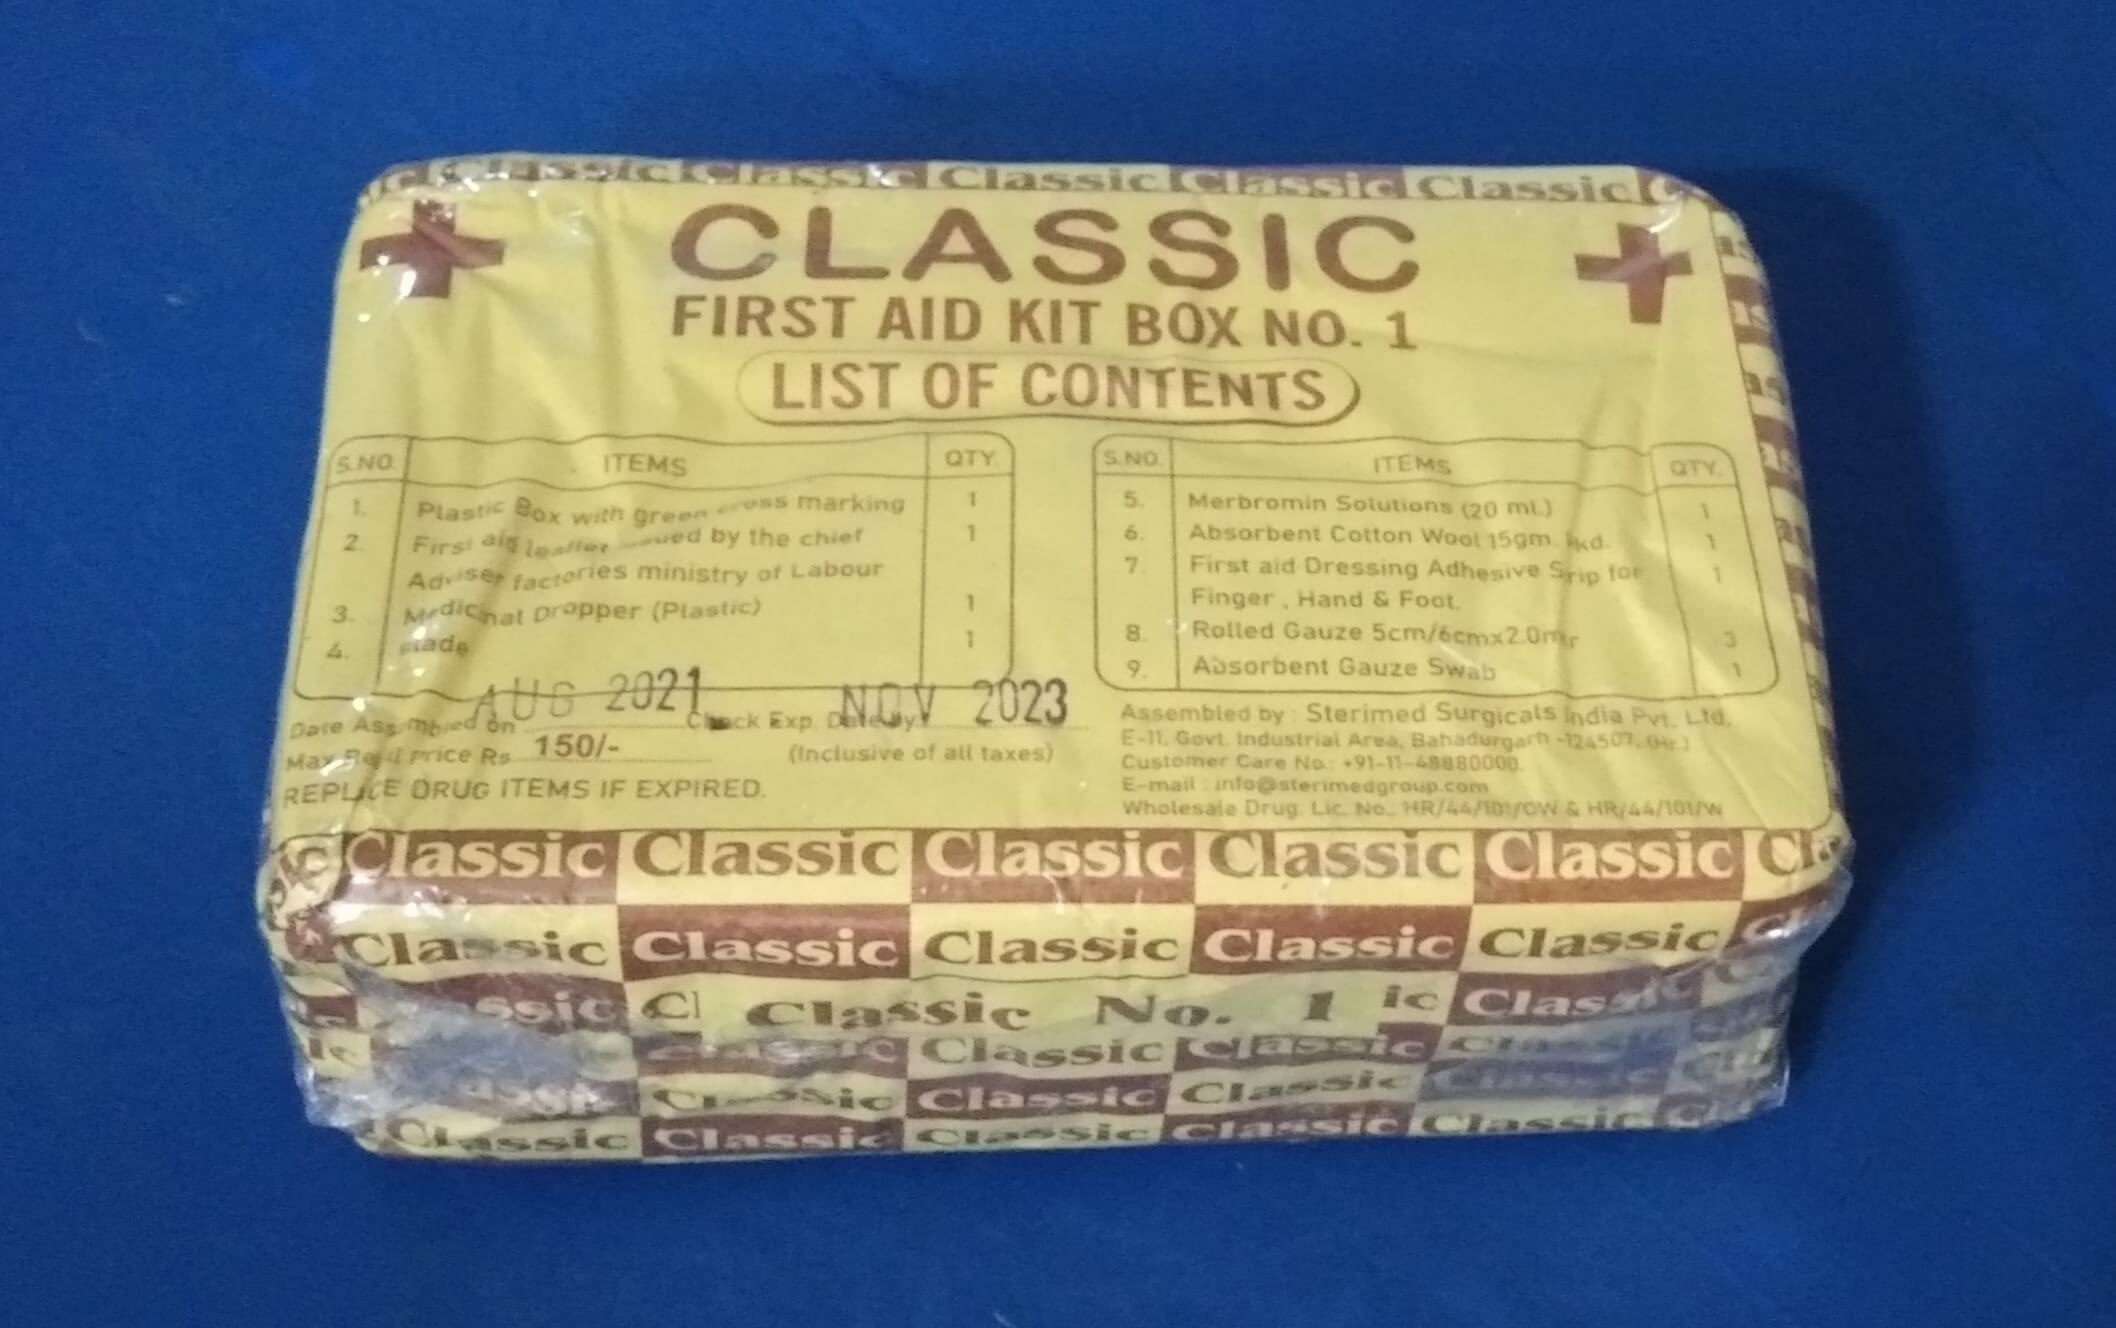 Classic Classic Classic Classic Classic
CLASSIC
FIRST AID KIT BOX NO. 1
LIST OF CONTENTS
S.NO. ITEMS QTY.
1. Plastic Box with green cross marking 1
2. First aid leaflet issued by the chief 1
Adviser factories ministry of Labour
3. Medicinal Dropper (Plastic) 1
4. 1
S.NO. ITEMS QTY.
5. Merbromin Solutions (20 ml.) 1
6. Absorbent Cotton Wool 15gm. 1
7. First aid Dressing Adhesive Srip for 1
Finger, Hand & Foot.
8. Rolled Gauze 5cm/6cmx2.0mr 3
9. Absorbent Gauze Swab 1
Date Assembled on AUG 2021 Check Exp. Date by: NOV 2023
Max Retail Price Rs 150/- (Inclusive of all taxes)
REPLACE DRUG ITEMS IF EXPIRED.
Assembled by : Sterimed Surgicals India Pvt. Ltd.
E-11, Govt. Industrial Area, Bahadurgarh -124507, (Hr.)
Customer Care No.: +91-11-48880000.
E-mail : info@sterimedgroup.com
Wholesale Drug. Lic. No.: HR/44/101/OW & HR/44/101/W
Classic Classic Classic Classic Classic
Classic Classic Classic Classic Classic
Classic No. 1 ic Classic
Classic Classic Classic
Classic Classic Classic
Classic Classic Classic Classic Classic